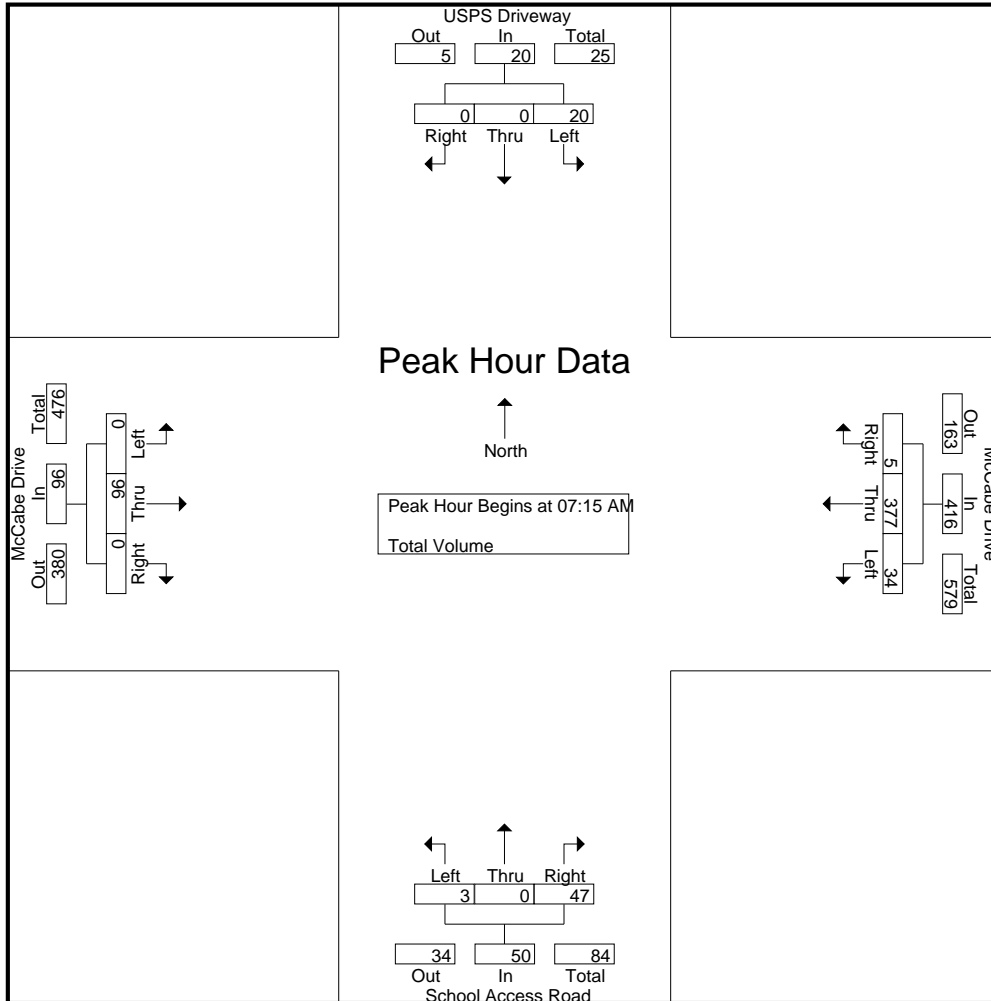 USPS Driveway
Out In Total
5 20 25
0 0 20
Right Thru Left
Peak Hour Data
North
Peak Hour Begins at 07:15 AM
Total Volume
McCabe Drive
Out In Total
380 96 476
0 96 0
Right Thru Left
McCabe Drive
Out In Total
163 416 579
5 377 34
Right Thru Left
Left Thru Right
3 0 47
34 50 84
Out In Total
School Access Road